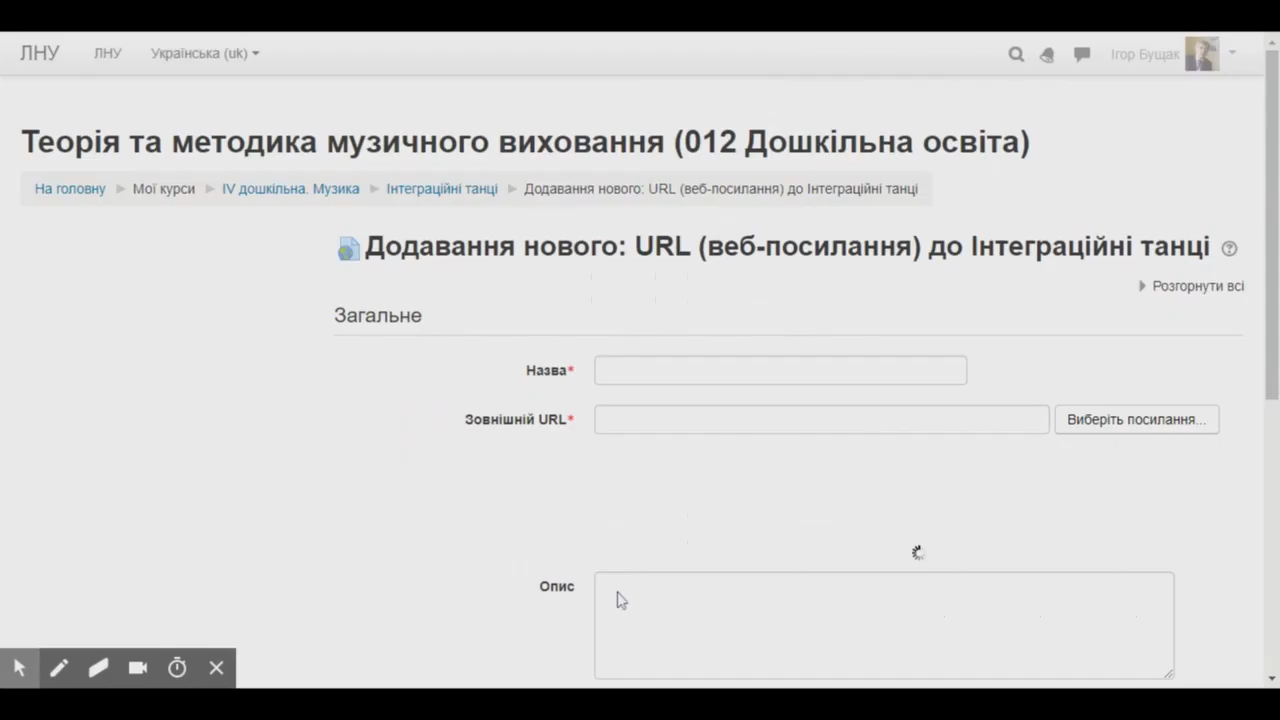 ЛНУ ЛНУ Українська (uk) Ігор Бущак
Теорія та методика музичного виховання (012 Дошкільна освіта)
На головну Мої курси IV дошкільна. Музика Інтеграційні танці Додавання нового: URL (веб-посилання) до Інтеграційні танці
Додавання нового: URL (веб-посилання) до Інтеграційні танці
Розгорнути всі
Загальне
Назва*
Зовнішній URL* Виберіть посилання...
Опис